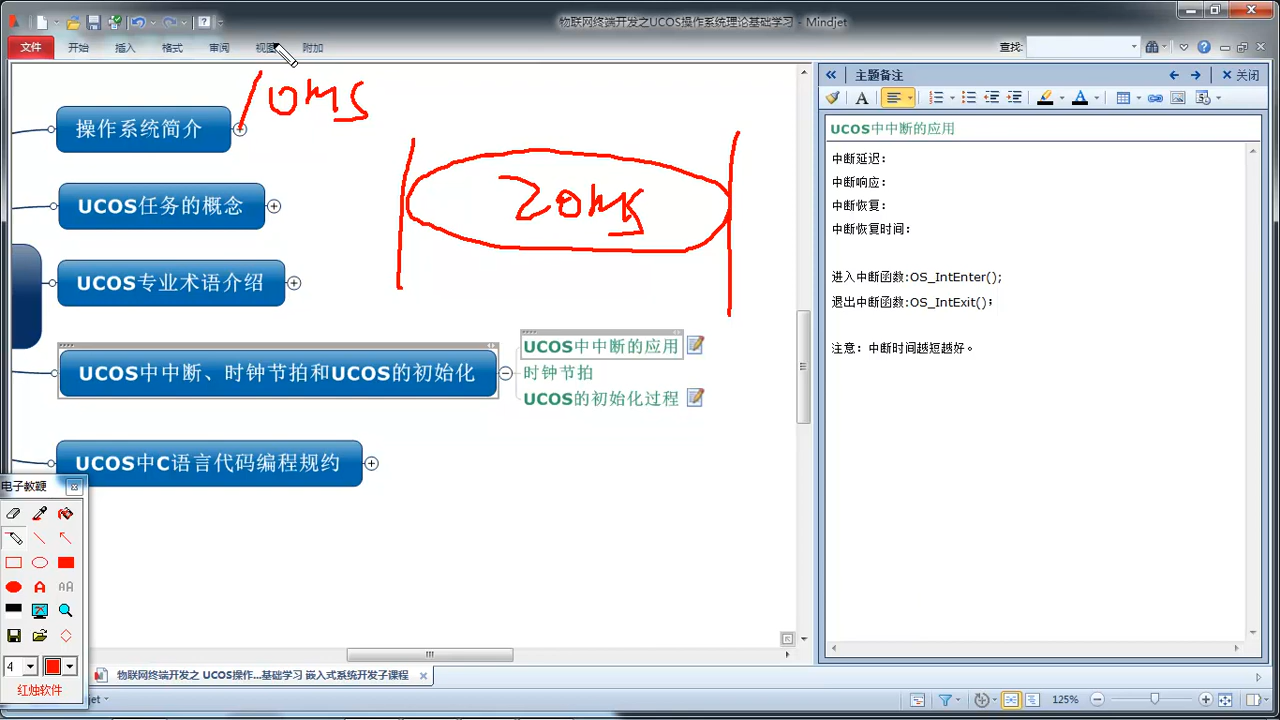 物联网终端开发之UCOS操作系统理论基础学习 - Mindjet
文件 开始 插入 格式 审阅 视图 附加 查找:
10ms
操作系统简介
20ms
UCOS任务的概念
UCOS专业术语介绍
UCOS中中断、时钟节拍和UCOS的初始化
UCOS中中断的应用
时钟节拍
UCOS的初始化过程
UCOS中C语言代码编程规约
主题备注 关闭
UCOS中中断的应用
中断延迟:
中断响应:
中断恢复:
中断恢复时间:
进入中断函数:OS_IntEnter();
退出中断函数:OS_IntExit();
注意: 中断时间越短越好。
电子教鞭
4
红烛软件
物联网终端开发之 UCOS操作...基础学习 嵌入式系统开发子课程
jet
125%